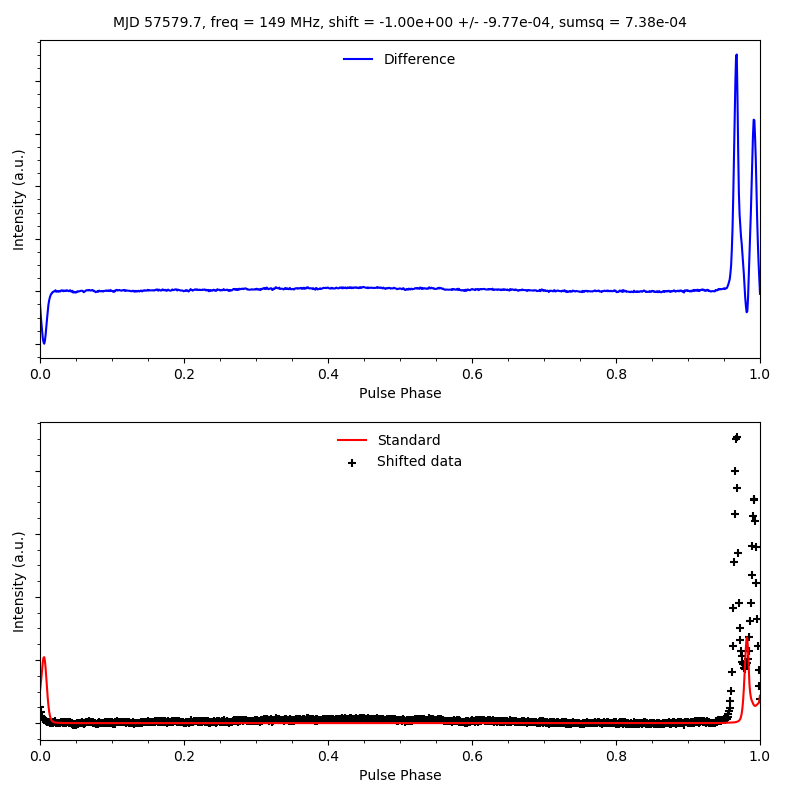 MJD 57579.7, freq = 149 MHz, shift = -1.00e+00 +/- -9.77e-04, sumsq = 7.38e-04
Difference
Intensity (a.u.)
0.0 0.2 0.4 0.6 0.8 1.0
Pulse Phase
Standard
Shifted data
Intensity (a.u.)
0.0 0.2 0.4 0.6 0.8 1.0
Pulse Phase